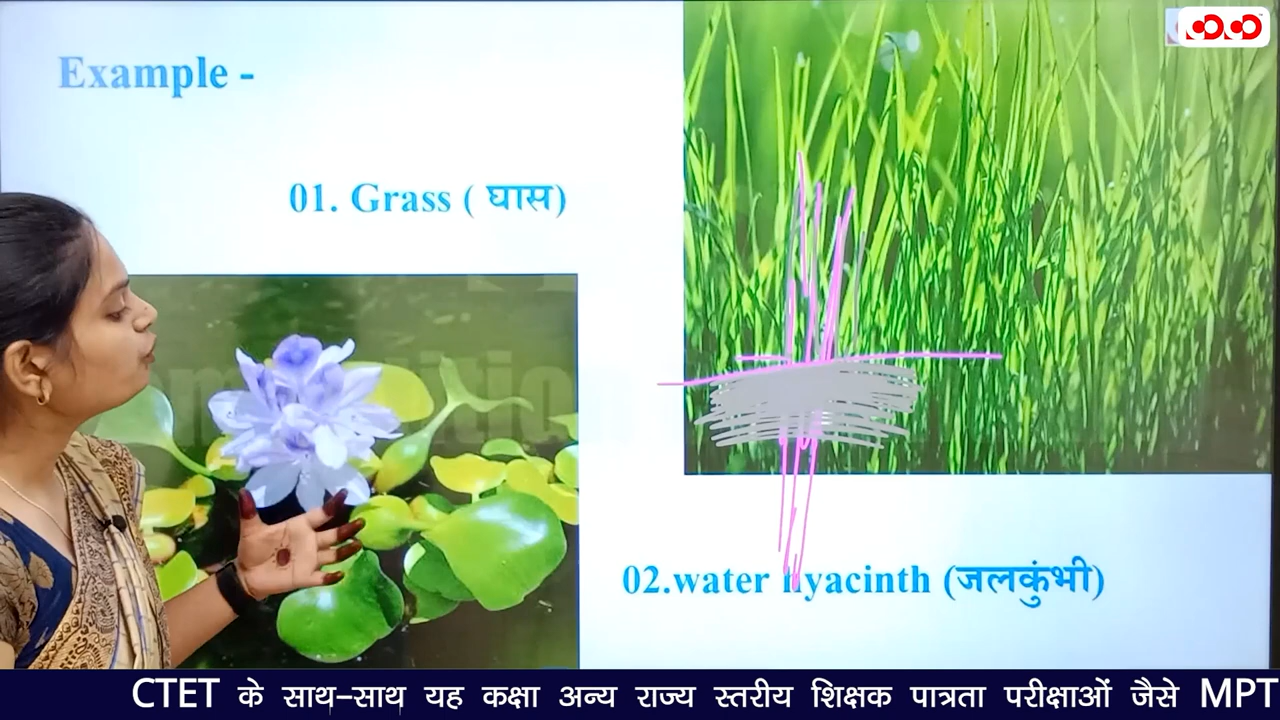 Example -
01. Grass ( घास)
02.water hyacinth (जलकुंभी)
CTET के साथ-साथ यह कक्षा अन्य राज्य स्तरीय शिक्षक पात्रता परीक्षाओं जैसे MPT